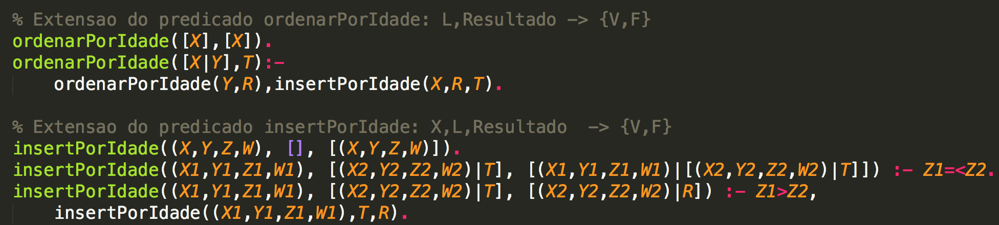 % Extensao do predicado ordenarPorIdade: L,Resultado -> {V,F}
ordenarPorIdade([X],[X]).
ordenarPorIdade([X|Y],T):-
    ordenarPorIdade(Y,R),insertPorIdade(X,R,T).

% Extensao do predicado insertPorIdade: X,L,Resultado  -> {V,F}
insertPorIdade((X,Y,Z,W), [], [(X,Y,Z,W)]).
insertPorIdade((X1,Y1,Z1,W1), [(X2,Y2,Z2,W2)|T], [(X1,Y1,Z1,W1)|[(X2,Y2,Z2,W2)|T]]) :- Z1=<Z2.
insertPorIdade((X1,Y1,Z1,W1), [(X2,Y2,Z2,W2)|T], [(X2,Y2,Z2,W2)|R]) :- Z1>Z2,
    insertPorIdade((X1,Y1,Z1,W1),T,R).